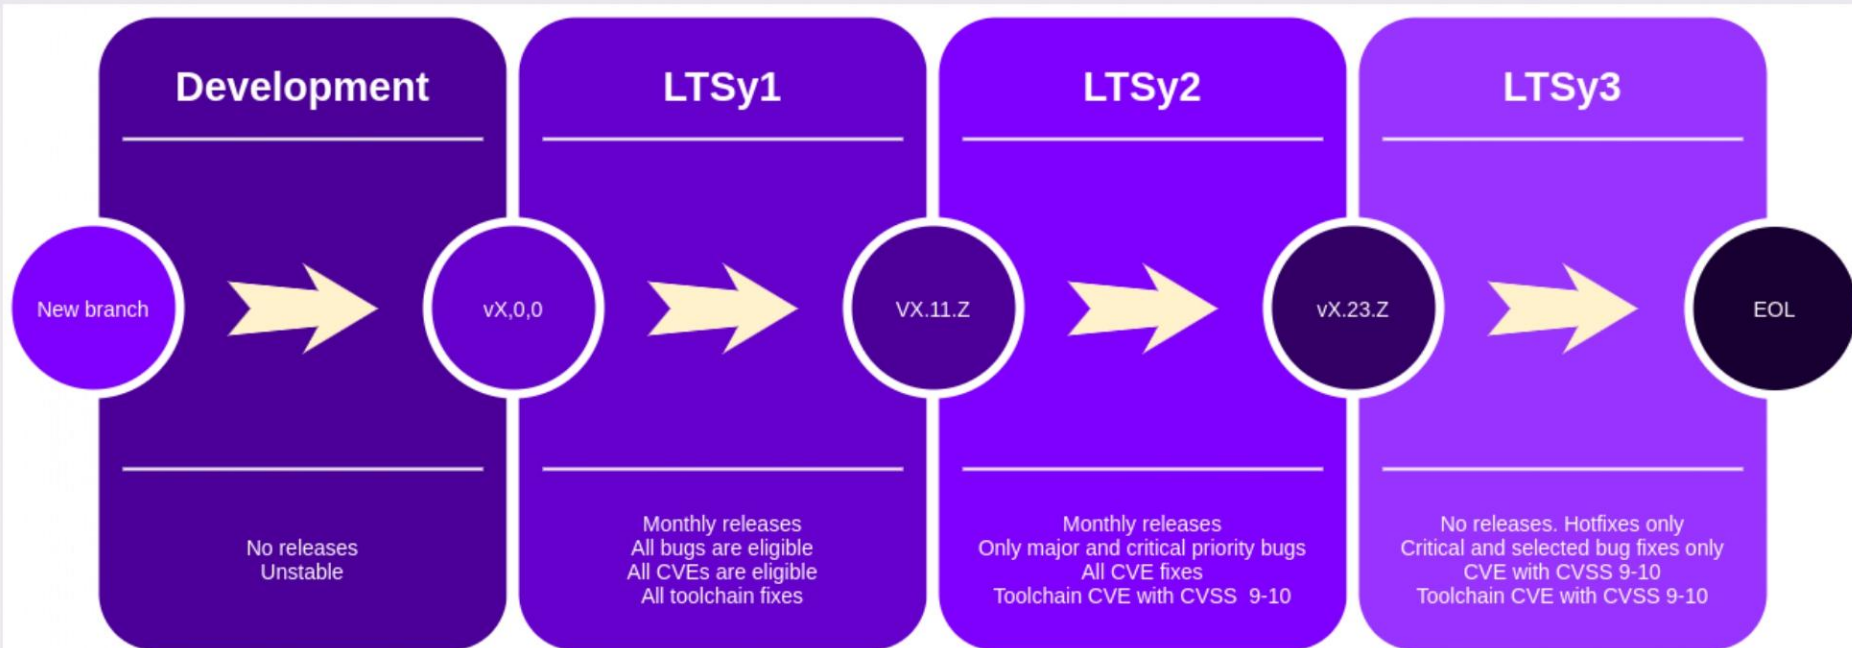 Development
LTSy1
LTSy2
LTSy3
New branch
vX,0,0
VX.11.Z
vX.23.Z
EOL
No releases
Unstable
Monthly releases
All bugs are eligible
All CVEs are eligible
All toolchain fixes
Monthly releases
Only major and critical priority bugs
All CVE fixes
Toolchain CVE with CVSS  9-10
No releases. Hotfixes only
Critical and selected bug fixes only
CVE with CVSS 9-10
Toolchain CVE with CVSS 9-10